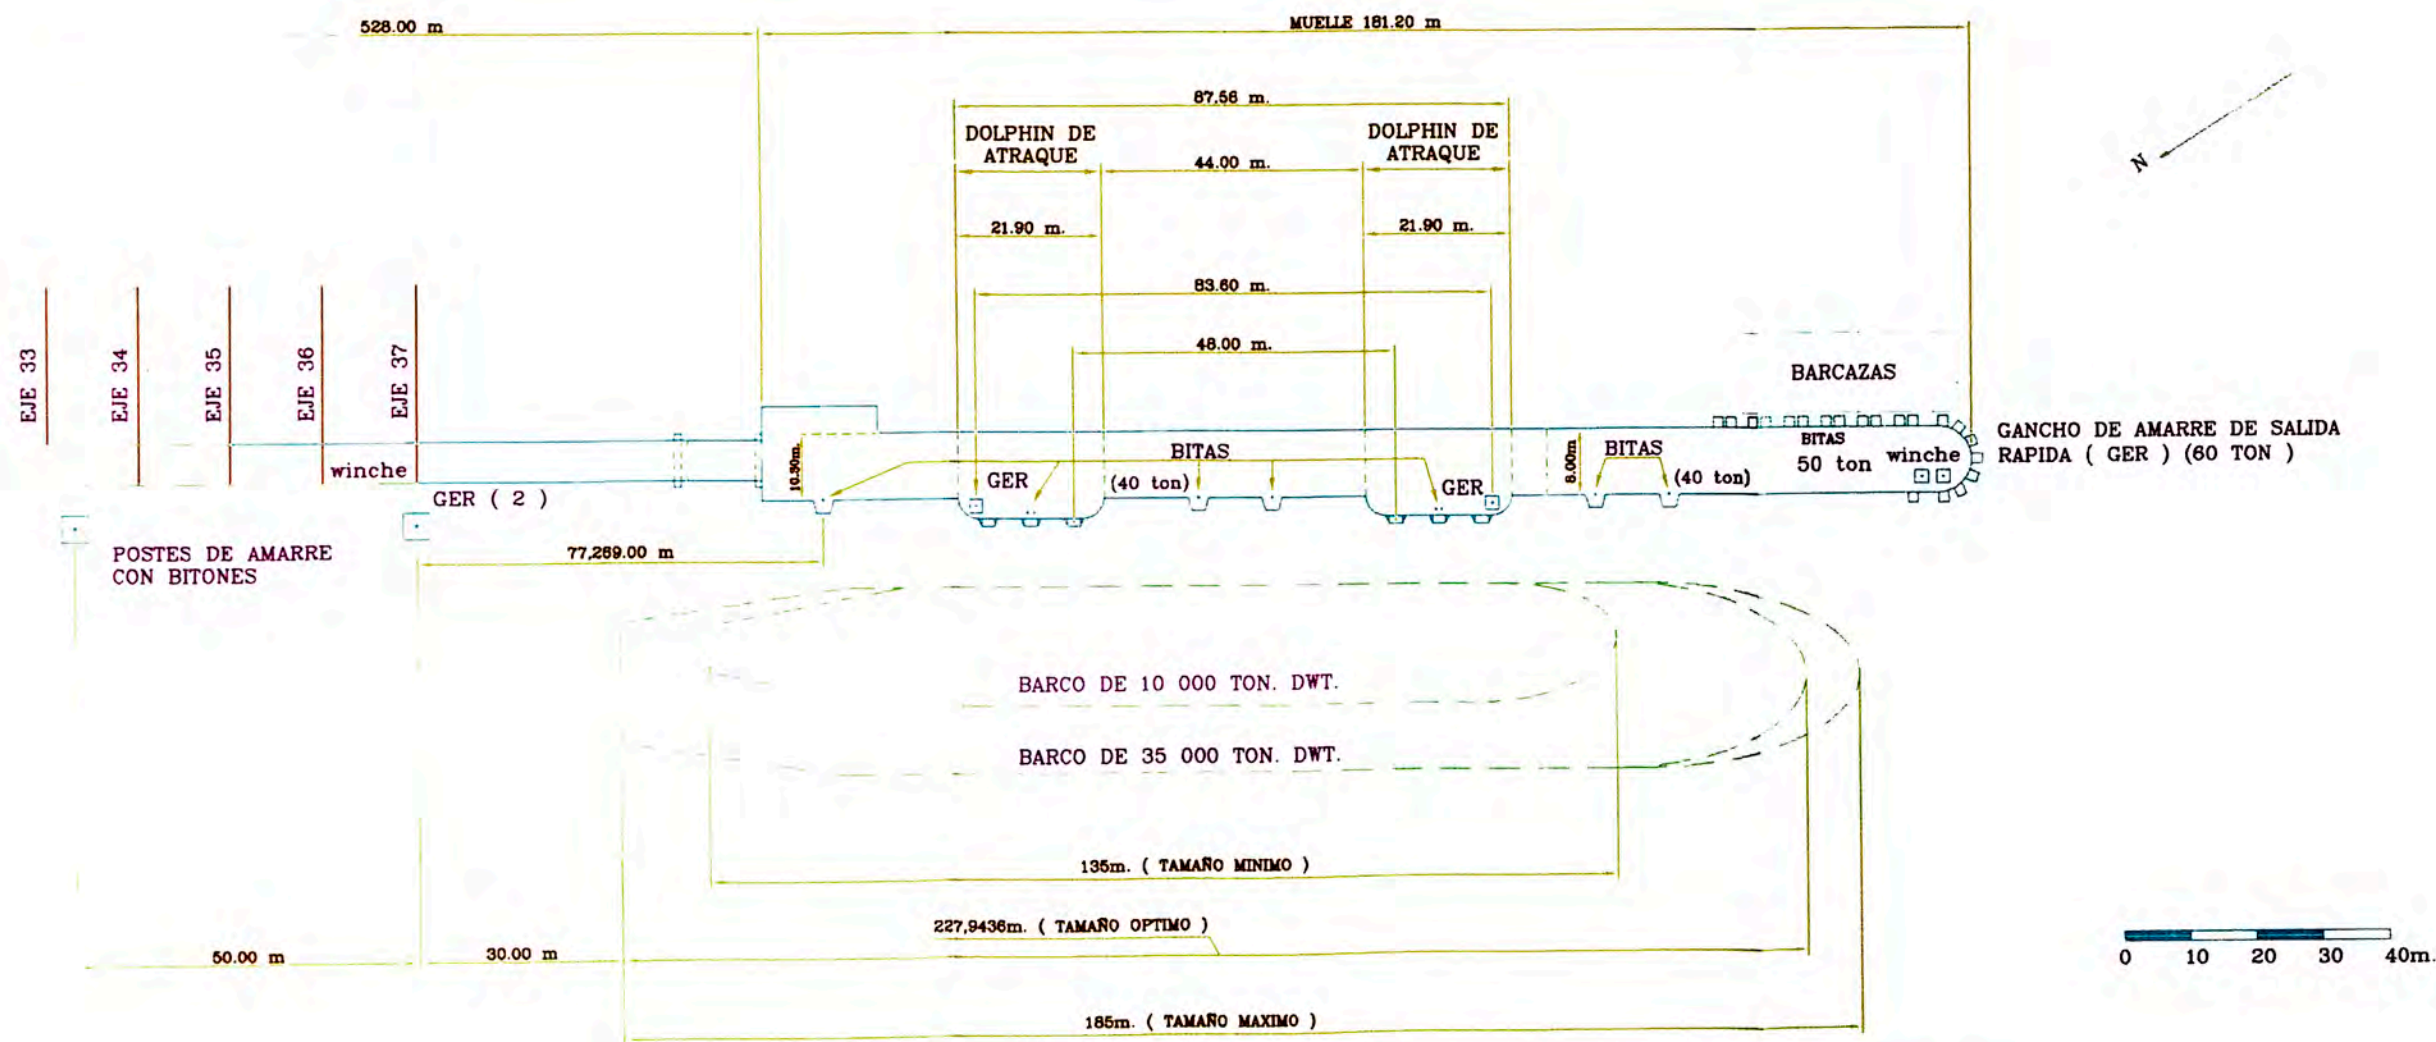 528.00 m
MUELLE 181.20 m
87.56 m.
DOLPHIN DE
ATRAQUE
DOLPHIN DE
ATRAQUE
44.00 m.
N
21.90 m.
21.90 m.
83.60 m.
48.00 m.
EJE 33
EJE 34
EJE 35
EJE 36
EJE 37
BARCAZAS
GANCHO DE AMARRE DE SALIDA
RAPIDA ( GER ) (60 TON )
winche
10.30m.
BITAS
GER
(40 ton)
GER
8.00m
BITAS
(40 ton)
BITAS
50 ton
winche
GER ( 2 )
POSTES DE AMARRE
CON BITONES
77,269.00 m
BARCO DE 10 000 TON. DWT.
BARCO DE 35 000 TON. DWT.
135m. ( TAMAÑO MINIMO )
227,9436m. ( TAMAÑO OPTIMO )
50.00 m
30.00 m
185m. ( TAMAÑO MAXIMO )
0 10 20 30 40m.